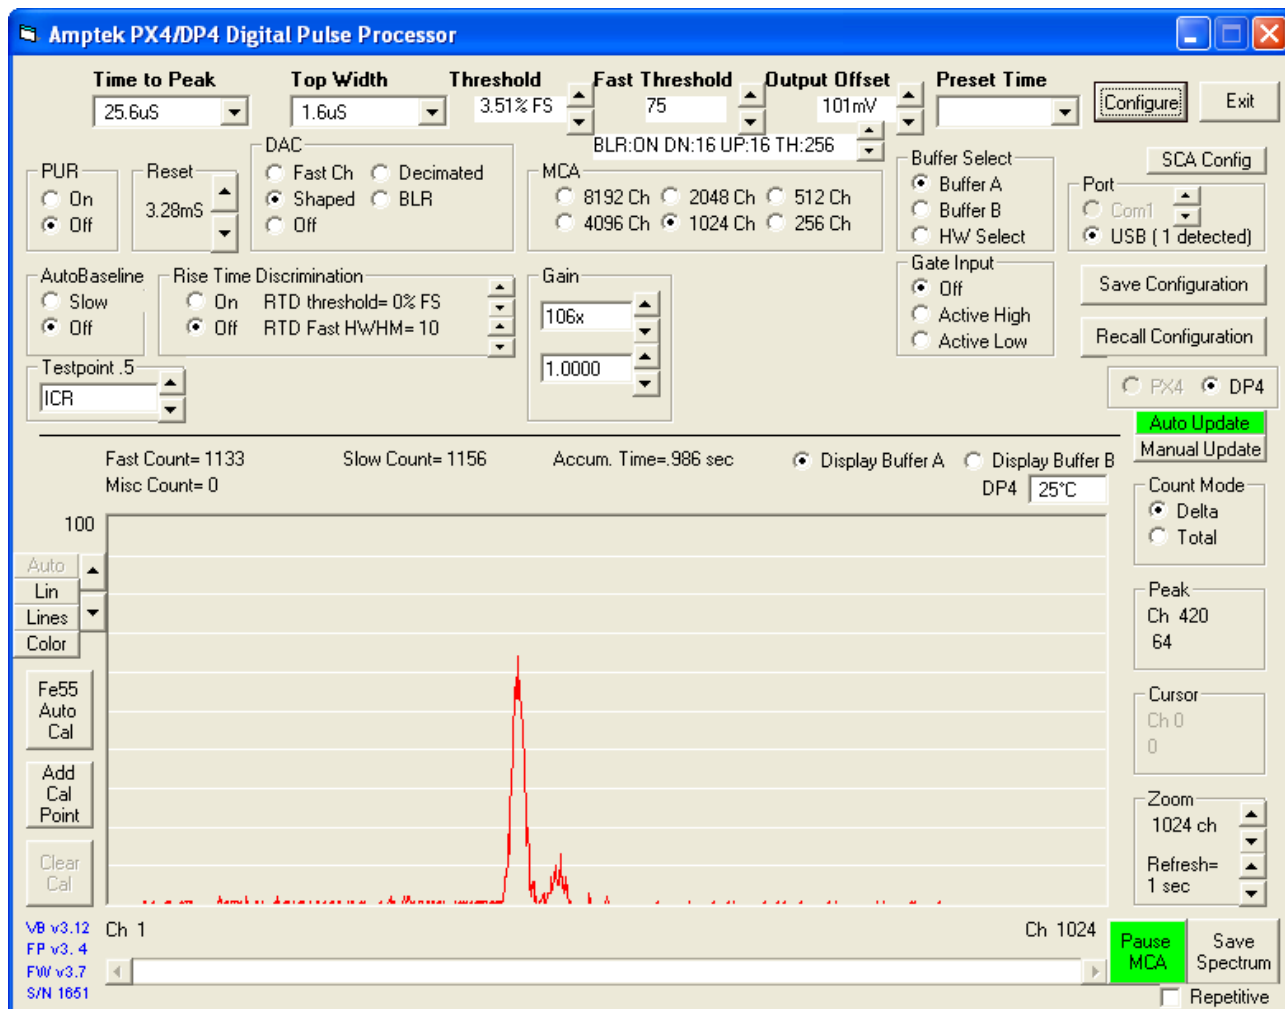 Amptek PX4/DP4 Digital Pulse Processor
Time to Peak Top Width Threshold Fast Threshold Output Offset Preset Time
25.6uS 1.6uS 3.51% FS 75 101mV Configure Exit
BLR:ON DN:16 UP:16 TH:256
PUR
On
Off
Reset
3.28mS
DAC
Fast Ch Decimated
Shaped BLR
Off
MCA
8192 Ch 2048 Ch 512 Ch
4096 Ch 1024 Ch 256 Ch
Buffer Select
Buffer A
Buffer B
HW Select
SCA Config
Port
Com1
USB ( 1 detected)
AutoBaseline
Slow
Off
Rise Time Discrimination
On RTD threshold= 0% FS
Off RTD Fast HWHM= 10
Gain
106x
1.0000
Gate Input
Off
Active High
Active Low
Save Configuration
Recall Configuration
Testpoint .5
ICR
PX4 DP4
Auto Update
Manual Update
Fast Count= 1133 Slow Count= 1156 Accum. Time=.986 sec Display Buffer A Display Buffer B
Misc Count= 0 DP4 25°C
Count Mode
Delta
Total
100
Auto
Lin
Lines
Color
Peak
Ch 420
64
Fe55
Auto
Cal
Cursor
Ch 0
0
Add
Cal
Point
Zoom
1024 ch
Refresh=
1 sec
Clear
Cal
VB v3.12
FP v3. 4
FW v3.7
S/N 1651
Ch 1 Ch 1024
Pause
MCA
Save
Spectrum
Repetitive